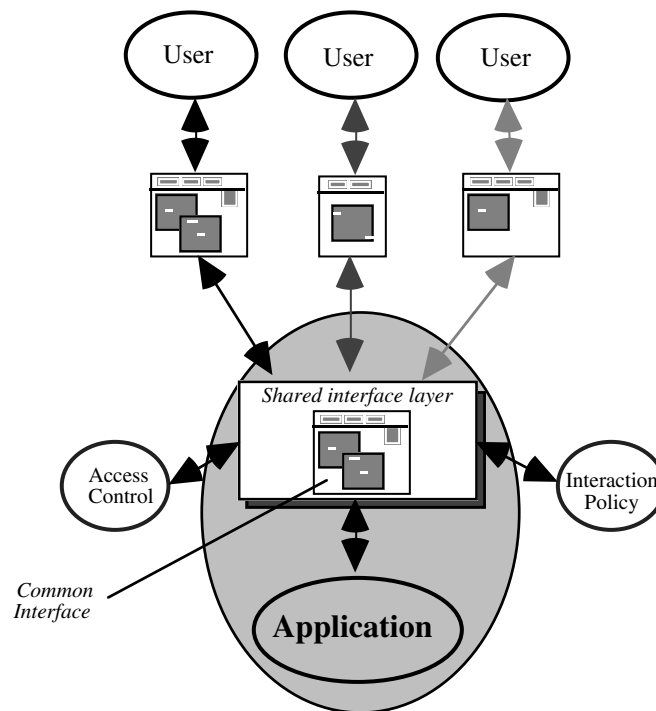 User
User
User
Shared interface layer
Access
Control
Interaction
Policy
Common
Interface
Application